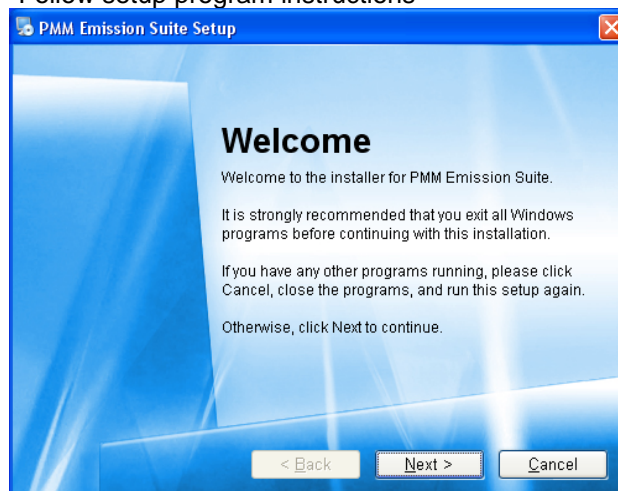 Follow setup program instructions
PMM Emission Suite Setup
Welcome
Welcome to the installer for PMM Emission Suite.
It is strongly recommended that you exit all Windows
programs before continuing with this installation.
If you have any other programs running, please click
Cancel, close the programs, and run this setup again.
Otherwise, click Next to continue.
< Back
Next >
Cancel